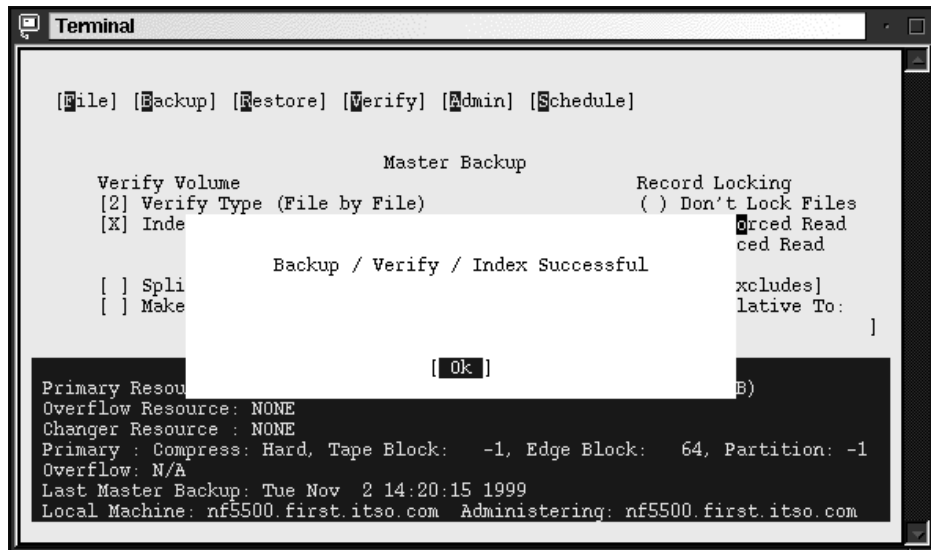 Terminal
[File] [Backup] [Restore] [Verify] [Admin] [Schedule]
Master Backup
Verify Volume Record Locking
[2] Verify Type (File by File) ( ) Don't Lock Files
[X] Inde orced Read
ced Read
Backup / Verify / Index Successful
[ ] Spli xcludes]
[ ] Make lative To:
]
[ Ok ]
Primary Resou B)
Overflow Resource: NONE
Changer Resource : NONE
Primary : Compress: Hard, Tape Block: -1, Edge Block: 64, Partition: -1
Overflow: N/A
Last Master Backup: Tue Nov 2 14:20:15 1999
Local Machine: nf5500.first.itso.com Administering: nf5500.first.itso.com